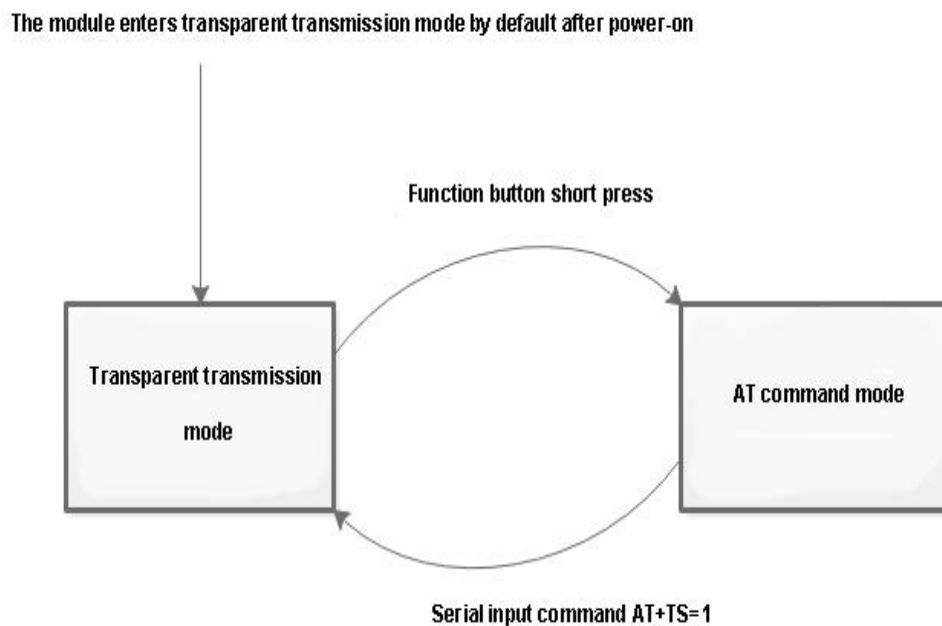 The module enters transparent transmission mode by default after power-on
Function button short press
Transparent transmission
mode
AT command mode
Serial input command AT+TS=1